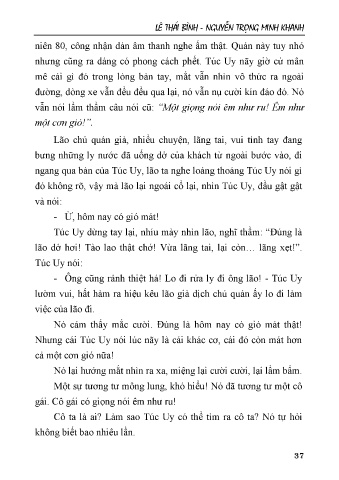 LÊ THÁI BÌNH - NGUYỄN TRỌNG MINH KHANH
niên 80, công nhận dàn âm thanh nghe ấm thật. Quán này tuy nhỏ
nhưng cũng ra dáng có phong cách phết. Túc Uy nãy giờ cứ mân
mê cái gì đó trong lòng bàn tay, mắt vẫn nhìn vô thức ra ngoài
đường, dòng xe vẫn đều đều qua lại, nó vẫn nụ cười kín đáo đó. Nó
vẫn nói lẩm thẩm câu nói cũ: “Một giọng nói êm như ru! Êm như
một cơn gió!”.
Lão chủ quán già, nhiều chuyện, lãng tai, vui tính tay đang
bưng những ly nước đã uống dở của khách từ ngoài bước vào, đi
ngang qua bàn của Túc Uy, lão ta nghe loáng thoáng Túc Uy nói gì
đó không rõ, vậy mà lão lại ngoái cổ lại, nhìn Túc Uy, đầu gật gật
và nói:
- Ừ, hôm nay có gió mát!
Túc Uy dừng tay lại, nhíu mày nhìn lão, nghĩ thầm: “Đúng là
lão dở hơi! Tào lao thật chớ! Vừa lãng tai, lại còn… lãng xẹt!”.
Túc Uy nói:
- Ông cũng rảnh thiệt há! Lo đi rửa ly đi ông lão! - Túc Uy
lườm vui, hất hàm ra hiệu kêu lão già dịch chủ quán ấy lo đi làm
việc của lão đi.
Nó cảm thấy mắc cười. Đúng là hôm nay có gió mát thật!
Nhưng cái Túc Uy nói lúc nãy là cái khác cơ, cái đó còn mát hơn
cả một cơn gió nữa!
Nó lại hướng mắt nhìn ra xa, miệng lại cười cười, lại lẩm bẩm.
Một sự tương tư mông lung, khó hiểu! Nó đã tương tư một cô
gái. Cô gái có giọng nói êm như ru!
Cô ta là ai? Làm sao Túc Uy có thể tìm ra cô ta? Nó tự hỏi
không biết bao nhiêu lần.
37